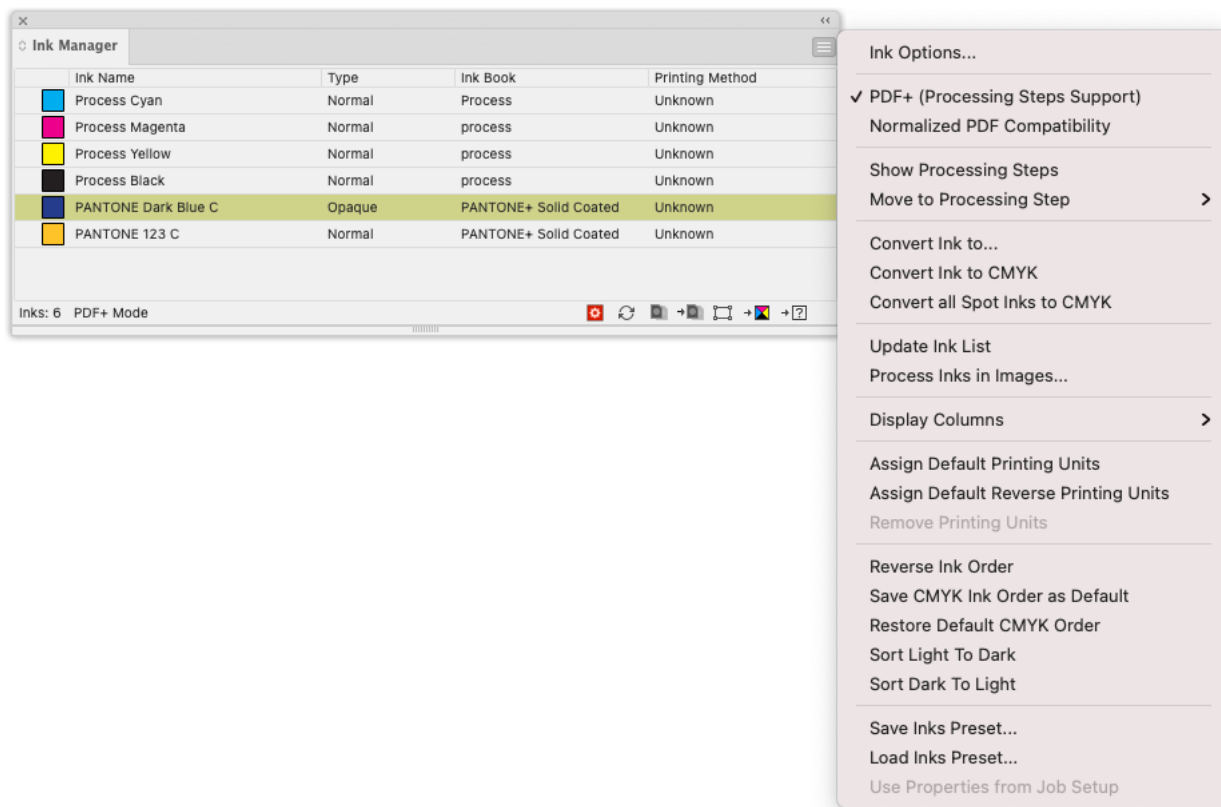 Ink Manager
Ink Name Type Ink Book Printing Method
Process Cyan Normal Process Unknown
Process Magenta Normal process Unknown
Process Yellow Normal process Unknown
Process Black Normal process Unknown
PANTONE Dark Blue C Opaque PANTONE+ Solid Coated Unknown
PANTONE 123 C Normal PANTONE+ Solid Coated Unknown
Inks: 6 PDF+ Mode
Ink Options...
PDF+ (Processing Steps Support)
Normalized PDF Compatibility
Show Processing Steps
Move to Processing Step
Convert Ink to...
Convert Ink to CMYK
Convert all Spot Inks to CMYK
Update Ink List
Process Inks in Images...
Display Columns
Assign Default Printing Units
Assign Default Reverse Printing Units
Remove Printing Units
Reverse Ink Order
Save CMYK Ink Order as Default
Restore Default CMYK Order
Sort Light To Dark
Sort Dark To Light
Save Inks Preset...
Load Inks Preset...
Use Properties from Job Setup